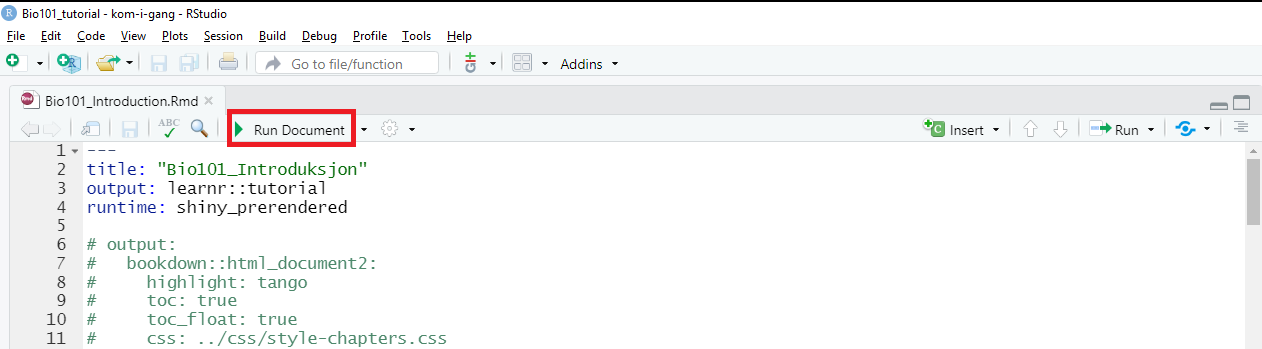 Bio101_tutorial - kom-i-gang - RStudio
File Edit Code View Plots Session Build Debug Profile Tools Help
Go to file/function Addins
Bio101_Introduction.Rmd
ABC Run Document Insert Run
1 ---
2 title: "Bio101_Introduksjon"
3 output: learnr::tutorial
4 runtime: shiny_prerendered
5
6 # output:
7 #   bookdown::html_document2:
8 #     highlight: tango
9 #     toc: true
10 #     toc_float: true
11 #     css: ../css/style-chapters.css